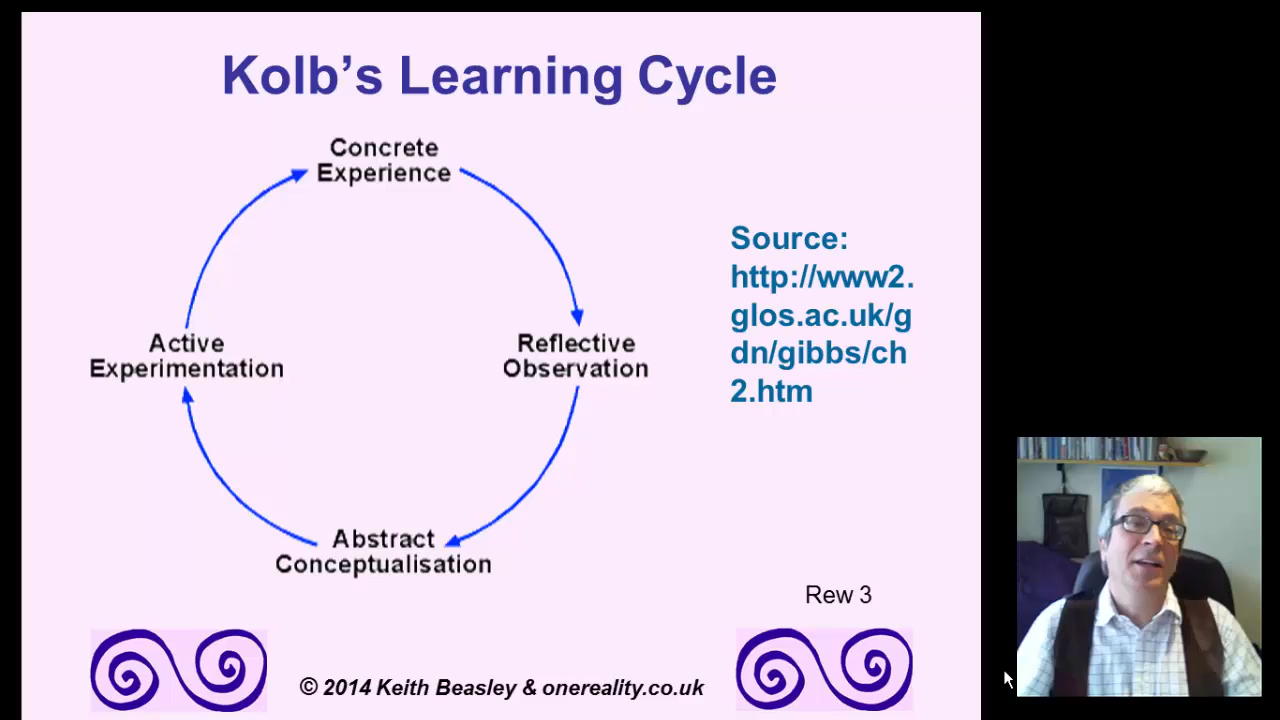 Kolb's Learning Cycle
Concrete
Experience
Source:
http://www2.
glos.ac.uk/g
dn/gibbs/ch
2.htm
Active
Experimentation
Reflective
Observation
Abstract
Conceptualisation
Rew 3
© 2014 Keith Beasley & onereality.co.uk